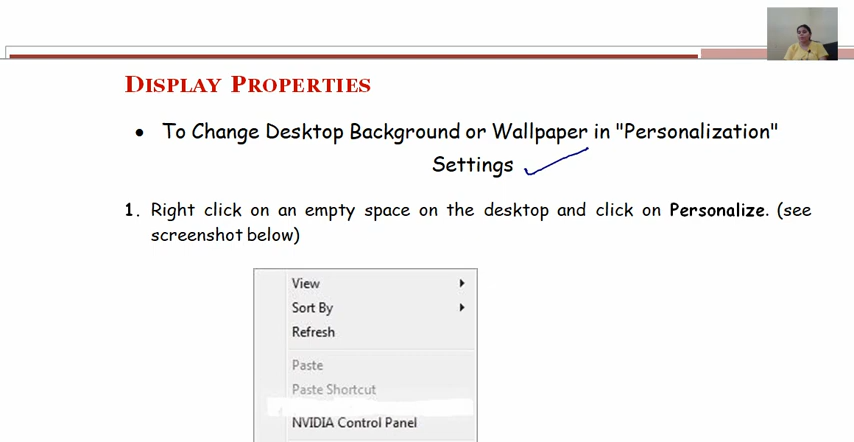 DISPLAY PROPERTIES
• To Change Desktop Background or Wallpaper in "Personalization"
Settings
1. Right click on an empty space on the desktop and click on Personalize. (see
screenshot below)
View
Sort By
Refresh
Paste
Paste Shortcut
NVIDIA Control Panel